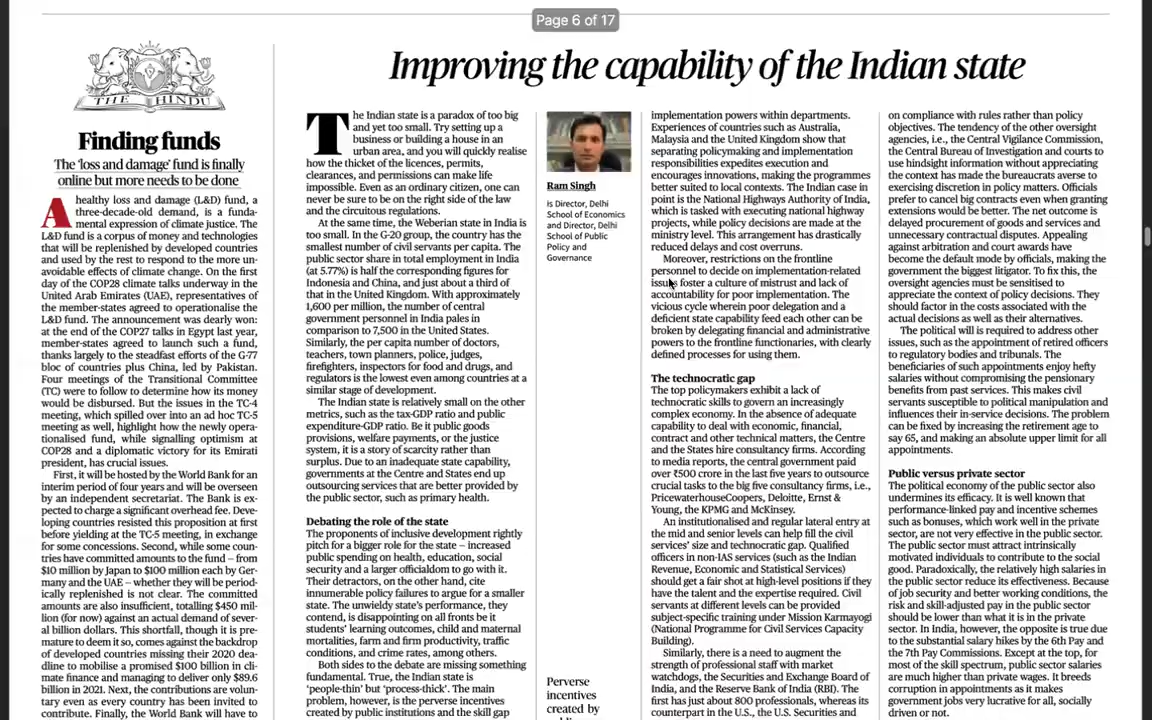 Page 6 of 17
THE HINDU
Finding funds
The 'loss and damage' fund is finally
online but more needs to be done
A healthy loss and damage (L&D) fund, a
three-decade-old demand, is a funda-
mental expression of climate justice. The
L&D fund is a corpus of money and technologies
that will be replenished by developed countries
and used by the rest to respond to the more un-
avoidable effects of climate change. On the first
day of the COP28 climate talks underway in the
United Arab Emirates (UAE), representatives of
the member-states agreed to operationalise the
L&D fund. The announcement was dearly won:
at the end of the COP27 talks in Egypt last year,
member-states agreed to launch such a fund,
thanks largely to the steadfast efforts of the G-77
bloc of countries plus China, led by Pakistan.
Four meetings of the Transitional Committee
(TC) were to follow to determine how its money
would be disbursed. But the issues in the TC-4
meeting, which spilled over into an ad hoc TC-5
meeting as well, highlight how the newly opera-
tionalised fund, while signalling optimism at
COP28 and a diplomatic victory for its Emirati
president, has crucial issues.
First, it will be hosted by the World Bank for an
interim period of four years and will be overseen
by an independent secretariat. The Bank is ex-
pected to charge a significant overhead fee. Deve-
loping countries resisted this proposition at first
before yielding at the TC-5 meeting, in exchange
for some concessions. Second, while some coun-
tries have committed amounts to the fund – from
$10 million by Japan to $100 million each by Ger-
many and the UAE – whether they will be period-
ically replenished is not clear. The committed
amounts are also insufficient, totalling $450 mil-
lion (for now) against an actual demand of sever-
al billion dollars. This shortfall, though it is pre-
mature to deem it so, comes against the backdrop
of developed countries missing their 2020 dea-
dline to mobilise a promised $100 billion in cli-
mate finance and managing to deliver only $89.6
billion in 2021. Next, the contributions are volun-
tary even as every country has been invited to
contribute. Finally, the World Bank will have to
Improving the capability of the Indian state
The Indian state is a paradox of too big
and yet too small. Try setting up a
business or building a house in an
urban area, and you will quickly realise
how the thicket of the licences, permits,
clearances, and permissions can make life
impossible. Even as an ordinary citizen, one can
never be sure to be on the right side of the law
and the circuitous regulations.
At the same time, the Weberian state in India is
too small. In the G-20 group, the country has the
smallest number of civil servants per capita. The
public sector share in total employment in India
(at 5.77%) is half the corresponding figures for
Indonesia and China, and just about a third of
that in the United Kingdom. With approximately
1,600 per million, the number of central
government personnel in India pales in
comparison to 7,500 in the United States.
Similarly, the per capita number of doctors,
teachers, town planners, police, judges,
firefighters, inspectors for food and drugs, and
regulators is the lowest even among countries at a
similar stage of development.
The Indian state is relatively small on the other
metrics, such as the tax-GDP ratio and public
expenditure-GDP ratio. Be it public goods
provisions, welfare payments, or the justice
system, it is a story of scarcity rather than
surplus. Due to an inadequate state capability,
governments at the Centre and States end up
outsourcing services that are better provided by
the public sector, such as primary health.
Debating the role of the state
The proponents of inclusive development rightly
pitch for a bigger role for the state – increased
public spending on health, education, social
security and a larger officialdom to go with it.
Their detractors, on the other hand, cite
innumerable policy failures to argue for a smaller
state. The unwieldy state's performance, they
contend, is disappointing on all fronts be it
students' learning outcomes, child and maternal
mortalities, farm and firm productivity, traffic
conditions, and crime rates, among others.
Both sides to the debate are missing something
fundamental. True, the Indian state is
'people-thin' but 'process-thick'. The main
problem, however, is the perverse incentives
created by public institutions and the skill gap
Ram Singh
is Director, Delhi
School of Economics
and Director, Delhi
School of Public
Policy and
Governance
Perverse
incentives
created by
implementation powers within departments.
Experiences of countries such as Australia,
Malaysia and the United Kingdom show that
separating policymaking and implementation
responsibilities expedites execution and
encourages innovations, making the programmes
better suited to local contexts. The Indian case in
point is the National Highways Authority of India,
which is tasked with executing national highway
projects, while policy decisions are made at the
ministry level. This arrangement has drastically
reduced delays and cost overruns.
Moreover, restrictions on the frontline
personnel to decide on implementation-related
issues foster a culture of mistrust and lack of
accountability for poor implementation. The
vicious cycle wherein poor delegation and a
deficient state capability feed each other can be
broken by delegating financial and administrative
powers to the frontline functionaries, with clearly
defined processes for using them.
The technocratic gap
The top policymakers exhibit a lack of
technocratic skills to govern an increasingly
complex economy. In the absence of adequate
capability to deal with economic, financial,
contract and other technical matters, the Centre
and the States hire consultancy firms. According
to media reports, the central government paid
over ₹500 crore in the last five years to outsource
crucial tasks to the big five consultancy firms, i.e.,
PricewaterhouseCoopers, Deloitte, Ernst &
Young, the KPMG and McKinsey.
An institutionalised and regular lateral entry at
the mid and senior levels can help fill the civil
services' size and technocratic gap. Qualified
officers in non-IAS services (such as the Indian
Revenue, Economic and Statistical Services)
should get a fair shot at high-level positions if they
have the talent and the expertise required. Civil
servants at different levels can be provided
subject-specific training under Mission Karmayogi
(National Programme for Civil Services Capacity
Building).
Similarly, there is a need to augment the
strength of professional staff with market
watchdogs, the Securities and Exchange Board of
India, and the Reserve Bank of India (RBI). The
first has just about 800 professionals, whereas its
counterpart in the U.S., the U.S. Securities and
on compliance with rules rather than policy
objectives. The tendency of the other oversight
agencies, i.e., the Central Vigilance Commission,
the Central Bureau of Investigation and courts to
use hindsight information without appreciating
the context has made the bureaucrats averse to
exercising discretion in policy matters. Officials
prefer to cancel big contracts even when granting
extensions would be better. The net outcome is
delayed procurement of goods and services and
unnecessary contractual disputes. Appealing
against arbitration and court awards have
become the default mode by officials, making the
government the biggest litigator. To fix this, the
oversight agencies must be sensitised to
appreciate the context of policy decisions. They
should factor in the costs associated with the
actual decisions as well as their alternatives.
The political will is required to address other
issues, such as the appointment of retired officers
to regulatory bodies and tribunals. The
beneficiaries of such appointments enjoy hefty
salaries without compromising the pensionary
benefits from past services. This makes civil
servants susceptible to political manipulation and
influences their in-service decisions. The problem
can be fixed by increasing the retirement age to
say 65, and making an absolute upper limit for all
appointments.
Public versus private sector
The political economy of the public sector also
undermines its efficacy. It is well known that
performance-linked pay and incentive schemes
such as bonuses, which work well in the private
sector, are not very effective in the public sector.
The public sector must attract intrinsically
motivated individuals to contribute to the social
good. Paradoxically, the relatively high salaries in
the public sector reduce its effectiveness. Because
of job security and better working conditions, the
risk and skill-adjusted pay in the public sector
should be lower than what it is in the private
sector. In India, however, the opposite is true due
to the substantial salary hikes by the 6th Pay and
the 7th Pay Commissions. Except at the top, for
most of the skill spectrum, public sector salaries
are much higher than private wages. It breeds
corruption in appointments as it makes
government jobs very lucrative for all, socially
driven or not.